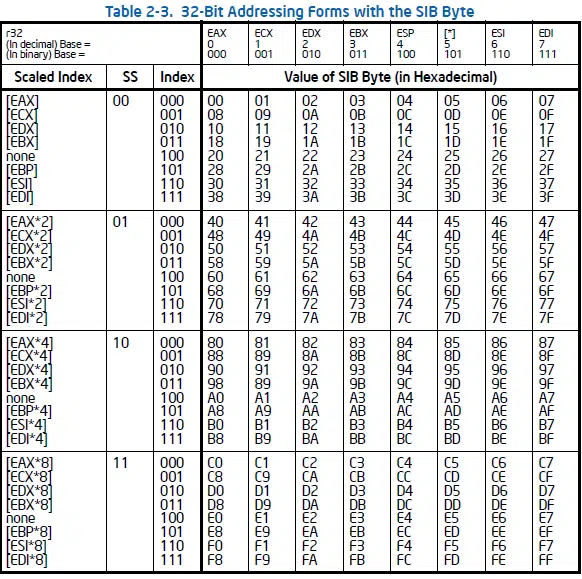 Table 2-3. 32-Bit Addressing Forms with the SIB Byte
r32 EAX ECX EDX EBX ESP [*] ESI EDI
(In decimal) Base = 0 1 2 3 4 5 6 7
(In binary) Base = 000 001 010 011 100 101 110 111
Scaled Index SS Index Value of SIB Byte (in Hexadecimal)
[EAX] 00 000 00 01 02 03 04 05 06 07
[ECX] 001 08 09 0A 0B 0C 0D 0E 0F
[EDX] 010 10 11 12 13 14 15 16 17
[EBX] 011 18 19 1A 1B 1C 1D 1E 1F
none 100 20 21 22 23 24 25 26 27
[EBP] 101 28 29 2A 2B 2C 2D 2E 2F
[ESI] 110 30 31 32 33 34 35 36 37
[EDI] 111 38 39 3A 3B 3C 3D 3E 3F
[EAX*2] 01 000 40 41 42 43 44 45 46 47
[ECX*2] 001 48 49 4A 4B 4C 4D 4E 4F
[EDX*2] 010 50 51 52 53 54 55 56 57
[EBX*2] 011 58 59 5A 5B 5C 5D 5E 5F
none 100 60 61 62 63 64 65 66 67
[EBP*2] 101 68 69 6A 6B 6C 6D 6E 6F
[ESI*2] 110 70 71 72 73 74 75 76 77
[EDI*2] 111 78 79 7A 7B 7C 7D 7E 7F
[EAX*4] 10 000 80 81 82 83 84 85 86 87
[ECX*4] 001 88 89 8A 8B 8C 8D 8E 8F
[EDX*4] 010 90 91 92 93 94 95 96 97
[EBX*4] 011 98 89 9A 9B 9C 9D 9E 9F
none 100 A0 A1 A2 A3 A4 A5 A6 A7
[EBP*4] 101 A8 A9 AA AB AC AD AE AF
[ESI*4] 110 B0 B1 B2 B3 B4 B5 B6 B7
[EDI*4] 111 B8 B9 BA BB BC BD BE BF
[EAX*8] 11 000 C0 C1 C2 C3 C4 C5 C6 C7
[ECX*8] 001 C8 C9 CA CB CC CD CE CF
[EDX*8] 010 D0 D1 D2 D3 D4 D5 D6 D7
[EBX*8] 011 D8 D9 DA DB DC DD DE DF
none 100 E0 E1 E2 E3 E4 E5 E6 E7
[EBP*8] 101 E8 E9 EA EB EC ED EE EF
[ESI*8] 110 F0 F1 F2 F3 F4 F5 F6 F7
[EDI*8] 111 F8 F9 FA FB FC FD FE FF